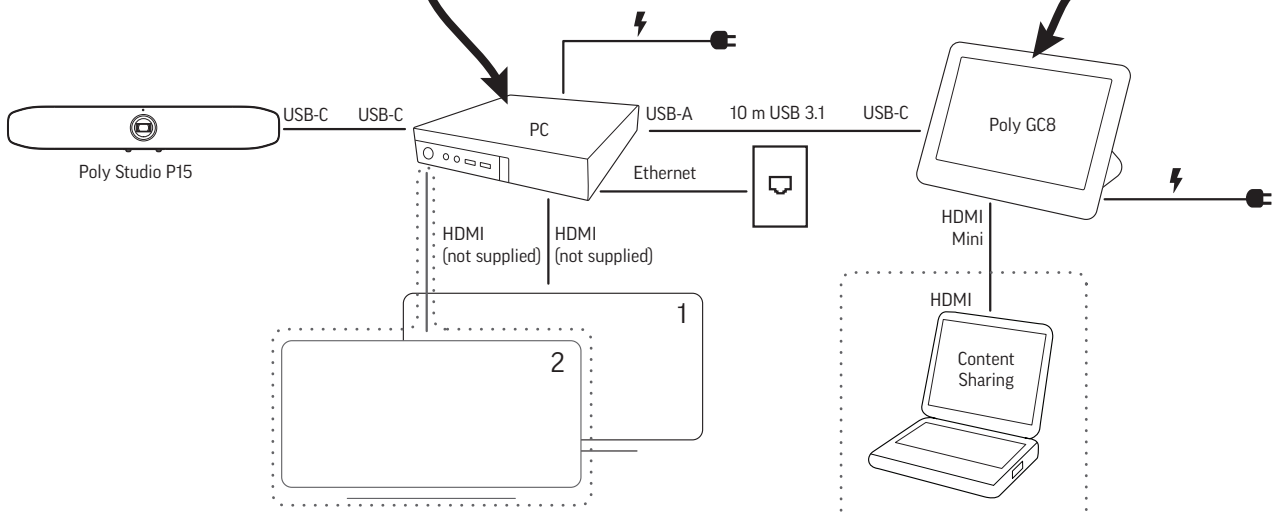 USB-C
USB-C
PC
USB-A
10 m USB 3.1
USB-C
Poly GC8
Poly Studio P15
Ethernet
HDMI
(not supplied)
HDMI
(not supplied)
HDMI
Mini
1
2
HDMI
Content
Sharing